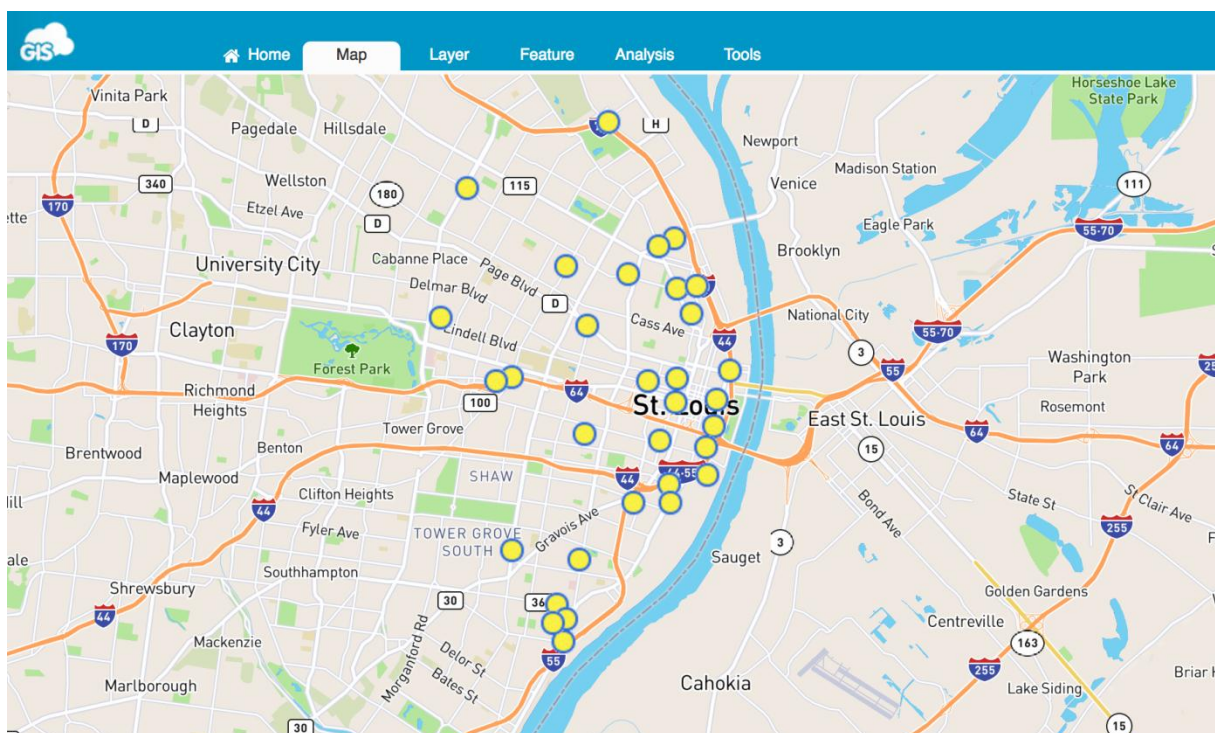 GIS
Home Map Layer Feature Analysis Tools
Horseshoe Lake
State Park
Vinita Park
D
Pagedale
Hillsdale
H
Newport
Madison Station
Wellston
340
180
115
Venice
111
170
Etzel Ave
D
Eagle Park
55-70
University City
Cabanne Place
Page Blvd
Brooklyn
Delmar Blvd
D
Cass Ave
National City
Clayton
Lindell Blvd
55-70
170
44
3
Forest Park
Washington
Park
55
Richmond
Heights
64
100
St. Louis
Rosemont
East St. Louis
Tower Grove
64
64
Brentwood
Benton
15
Maplewood
SHAW
44
44-55
Clifton Heights
State St
St Clair Ave
44
Bond Ave
Fyler Ave
TOWER GROVE
SOUTH
Gravois Ave
255
3
Sauget
Southhampton
Shrewsbury
Golden Gardens
30
36
44
Centreville
Mackenzie
Morganford Rd
163
Delor St
55
255
Bates St
Marlborough
Cahokia
Lake Siding
30
15